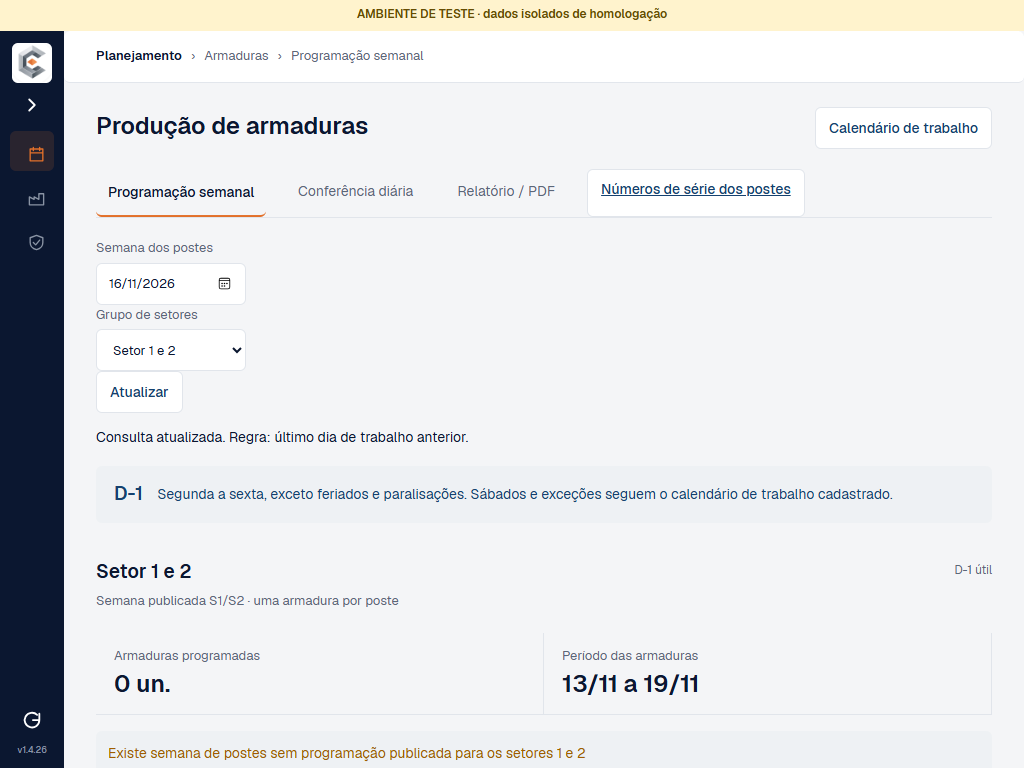 AMBIENTE DE TESTE · dados isolados de homologação
Planejamento › Armaduras › Programação semanal
Produção de armaduras
Calendário de trabalho
Programação semanal
Conferência diária
Relatório / PDF
Números de série dos postes
Semana dos postes
16/11/2026
Grupo de setores
Setor 1 e 2
Atualizar
Consulta atualizada. Regra: último dia de trabalho anterior.
D-1 Segunda a sexta, exceto feriados e paralisações. Sábados e exceções seguem o calendário de trabalho cadastrado.
Setor 1 e 2
D-1 útil
Semana publicada S1/S2 · uma armadura por poste
Armaduras programadas
0 un.
Período das armaduras
13/11 a 19/11
Existe semana de postes sem programação publicada para os setores 1 e 2
v1.4.26